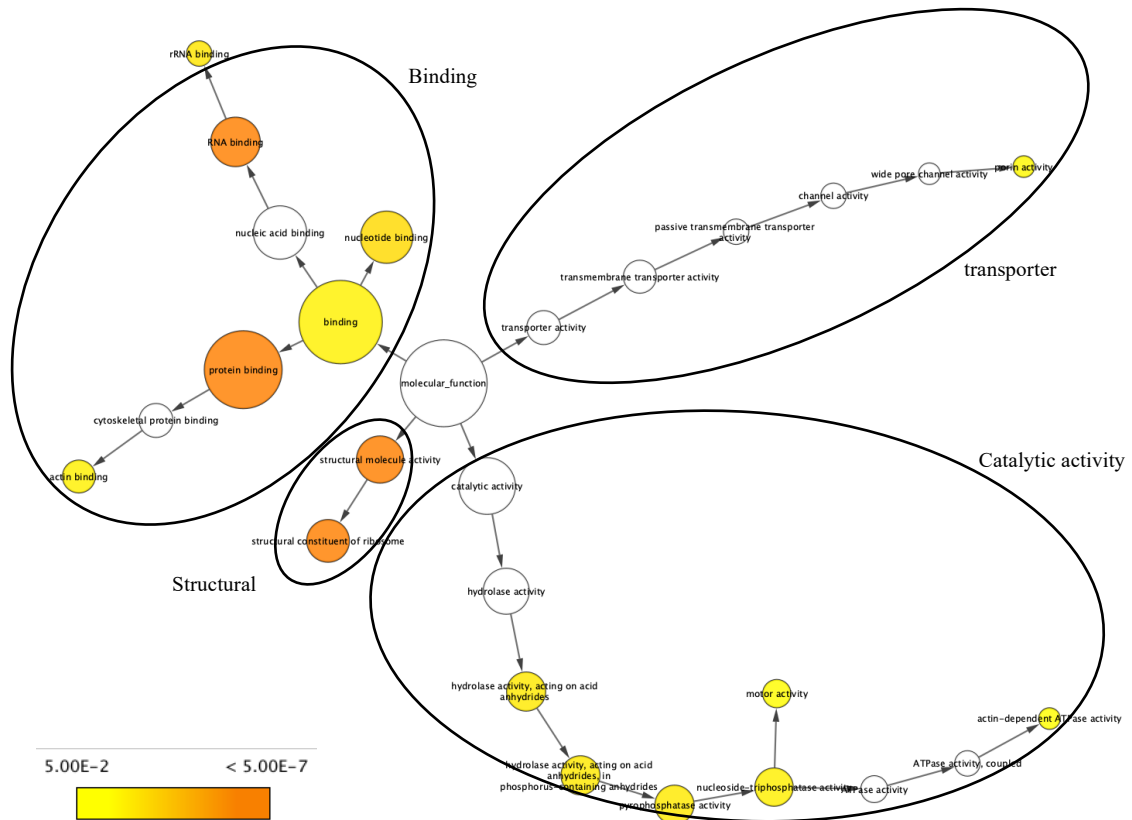 rRNA binding
Binding
RNA binding
wide pore channel activity
porin activity
channel activity
passive transmembrane transporter
activity
nucleic acid binding
nucleotide binding
transmembrane transporter activity
transporter
binding
transporter activity
protein binding
molecular_function
cytoskeletal protein binding
structural molecule activity
Catalytic activity
actin binding
catalytic activity
structural constituent of ribosome
Structural
hydrolase activity
hydrolase activity, acting on acid
anhydrides
motor activity
actin-dependent ATPase activity
hydrolase activity, acting on acid
anhydrides, in
phosphorus-containing anhydrides
ATPase activity, coupled
nucleoside-triphosphatase activity
ATPase activity
pyrophosphatase activity
5.00E-2
< 5.00E-7